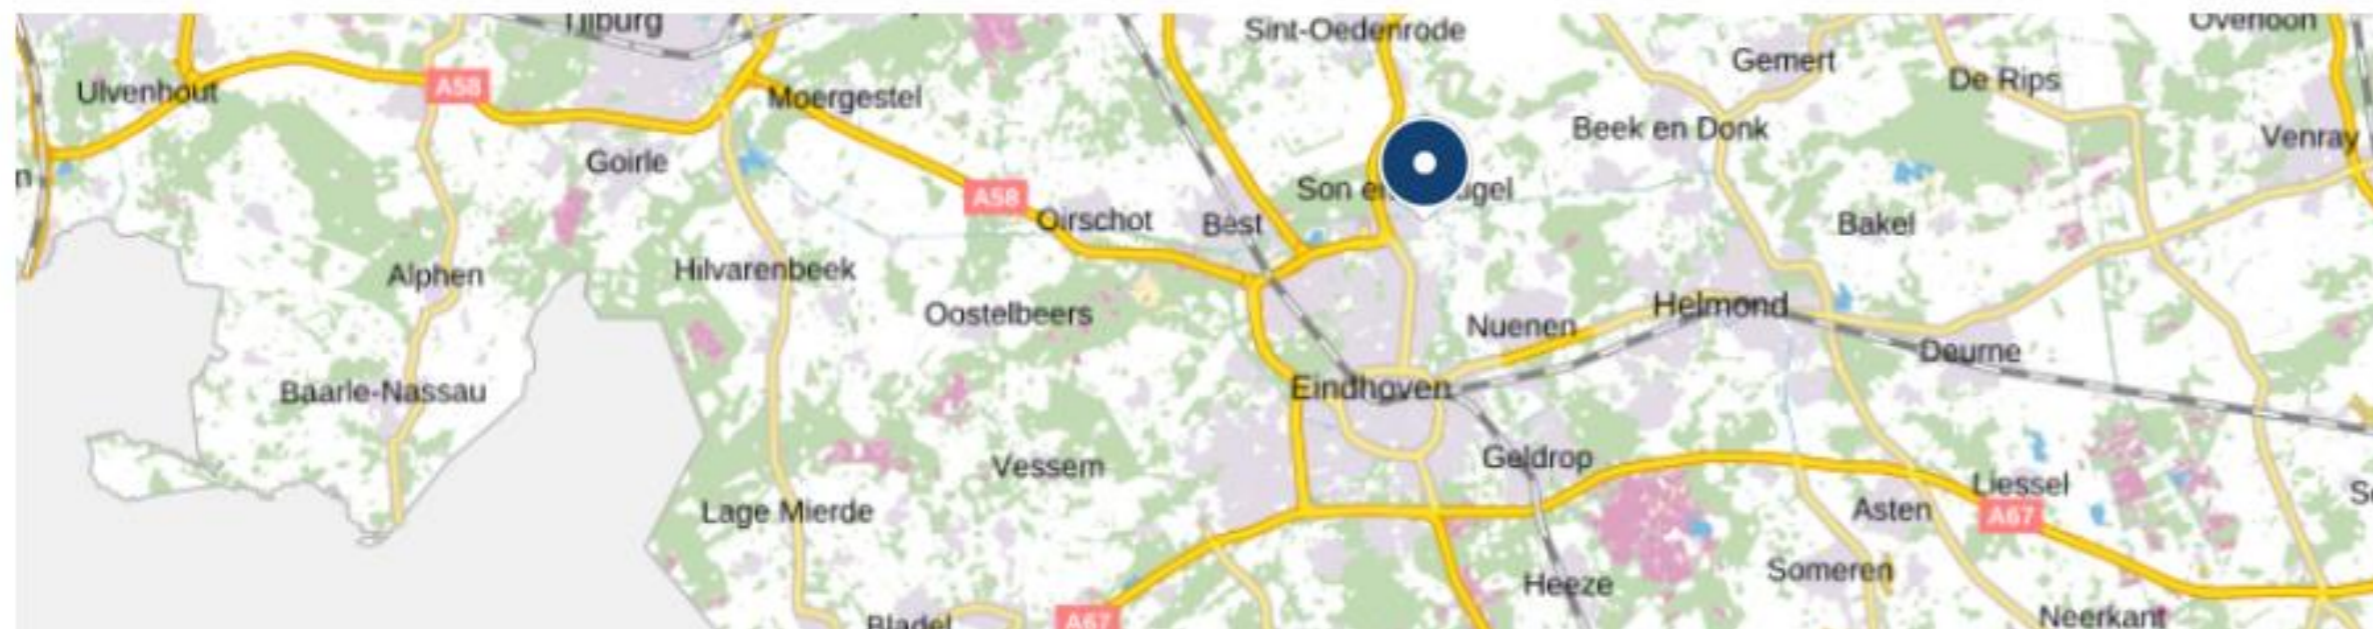 Tilburg
Sint-Oedenrode
Overloon
Gemert
De Rips
Ulvenhout
A58
Moergestel
Beek en Donk
Venray
Goirle
n
Son en ugel
A58
Oirschot
Best
Bakel
Alphen
Hilvarenbeek
Oostelbeers
Nuenen
Helmond
Deurne
Baarle-Nassau
Eindhoven
Vessem
Geldrop
Liessel
Lage Mierde
Asten
A67
Heeze
Someren
Bladel
A67
Neerkant